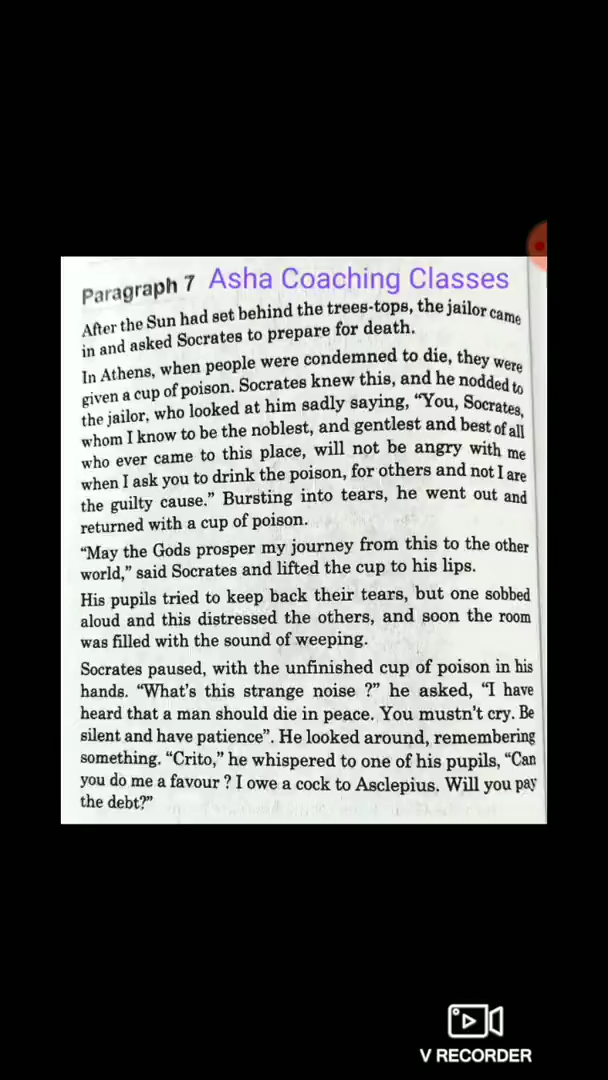 Paragraph 7 Asha Coaching Classes
After the Sun had set behind the trees-tops, the jailor came
in and asked Socrates to prepare for death.
In Athens, when people were condemned to die, they were
given a cup of poison. Socrates knew this, and he nodded to
the jailor, who looked at him sadly saying, “You, Socrates,
whom I know to be the noblest, and gentlest and best of all
who ever came to this place, will not be angry with me
when I ask you to drink the poison, for others and not I are
the guilty cause.” Bursting into tears, he went out and
returned with a cup of poison.
“May the Gods prosper my journey from this to the other
world,” said Socrates and lifted the cup to his lips.
His pupils tried to keep back their tears, but one sobbed
aloud and this distressed the others, and soon the room
was filled with the sound of weeping.
Socrates paused, with the unfinished cup of poison in his
hands. “What’s this strange noise ?” he asked, “I have
heard that a man should die in peace. You mustn’t cry. Be
silent and have patience”. He looked around, remembering
something. “Crito,” he whispered to one of his pupils, “Can
you do me a favour ? I owe a cock to Asclepius. Will you pay
the debt?”
V RECORDER